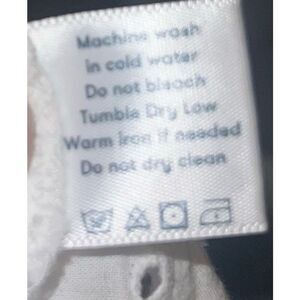 Machine wash
in cold water
Do not bleach
Tumble Dry Low
Warm iron if needed
Do not dry clean